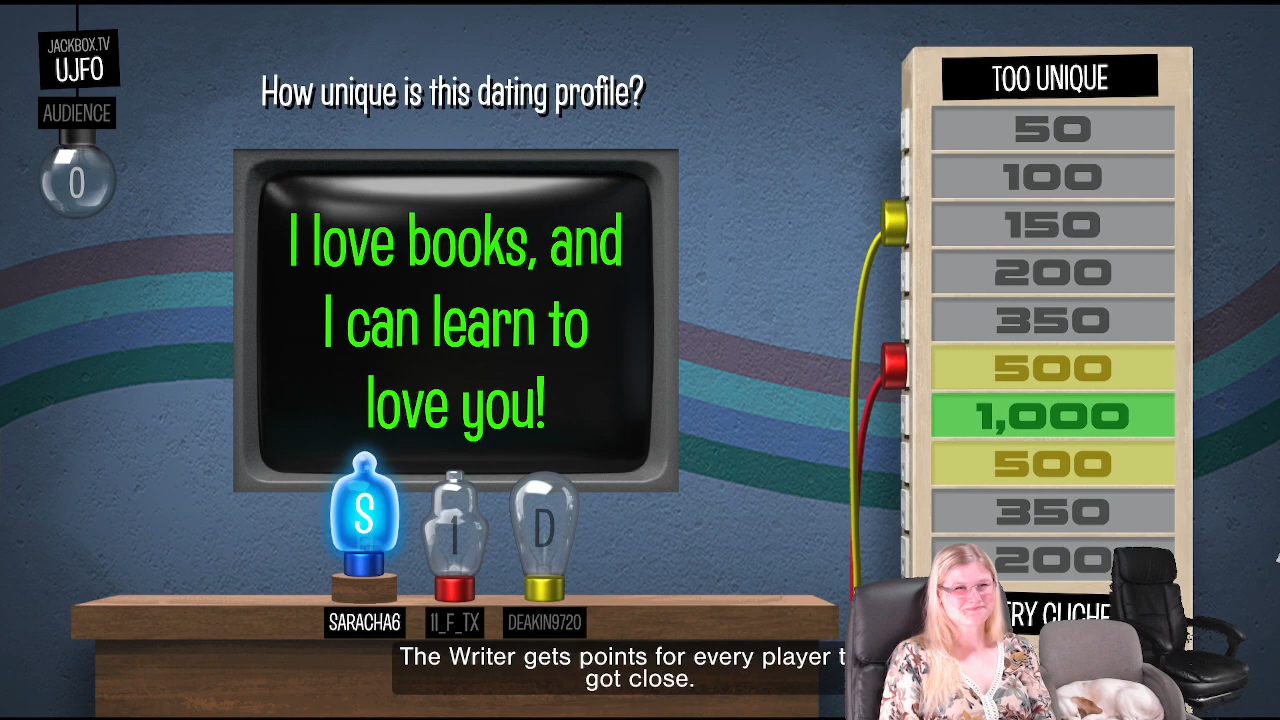 JACKBOX.TV
UJFO
AUDIENCE
0
How unique is this dating profile?
I love books, and
I can learn to
love you!
S
I
D
SARACHA6
11_F_TX
DEAKIN9720
The Writer gets points for every player
got close.
TOO UNIQUE
50
100
150
200
350
500
1,000
500
350
200
CLICHE